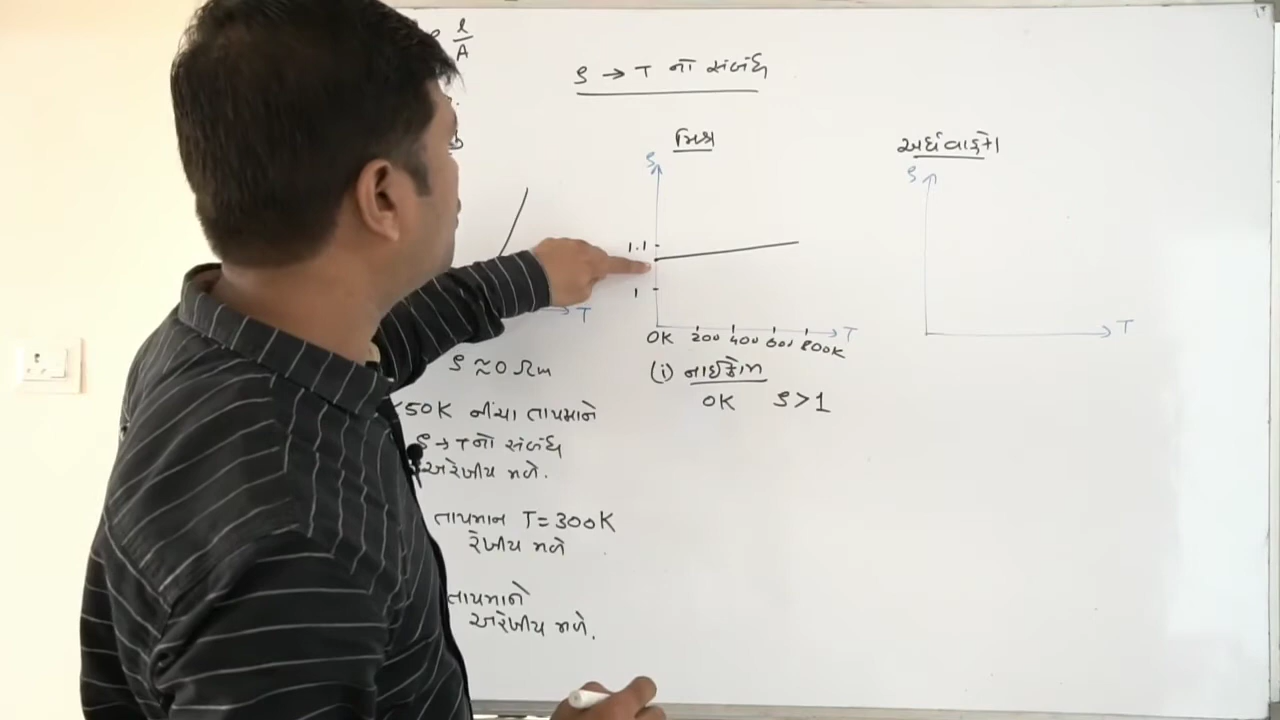 l
A
ρ → T નો સંબંધ
મિશ્ર
ρ
1.1
1
0K 200 400 600 800K T
(i) નાઇક્રોમ
0K ρ > 1
અર્ધવાહકો
ρ
T
T
ρ ≈ 0 Ωm
50K નીચા તાપમાને
ρ → T નો સંબંધ
અરેખીય મળે.
તાપમાન T = 300K
રેખીય મળે
તાપમાને
અરેખીય મળે.